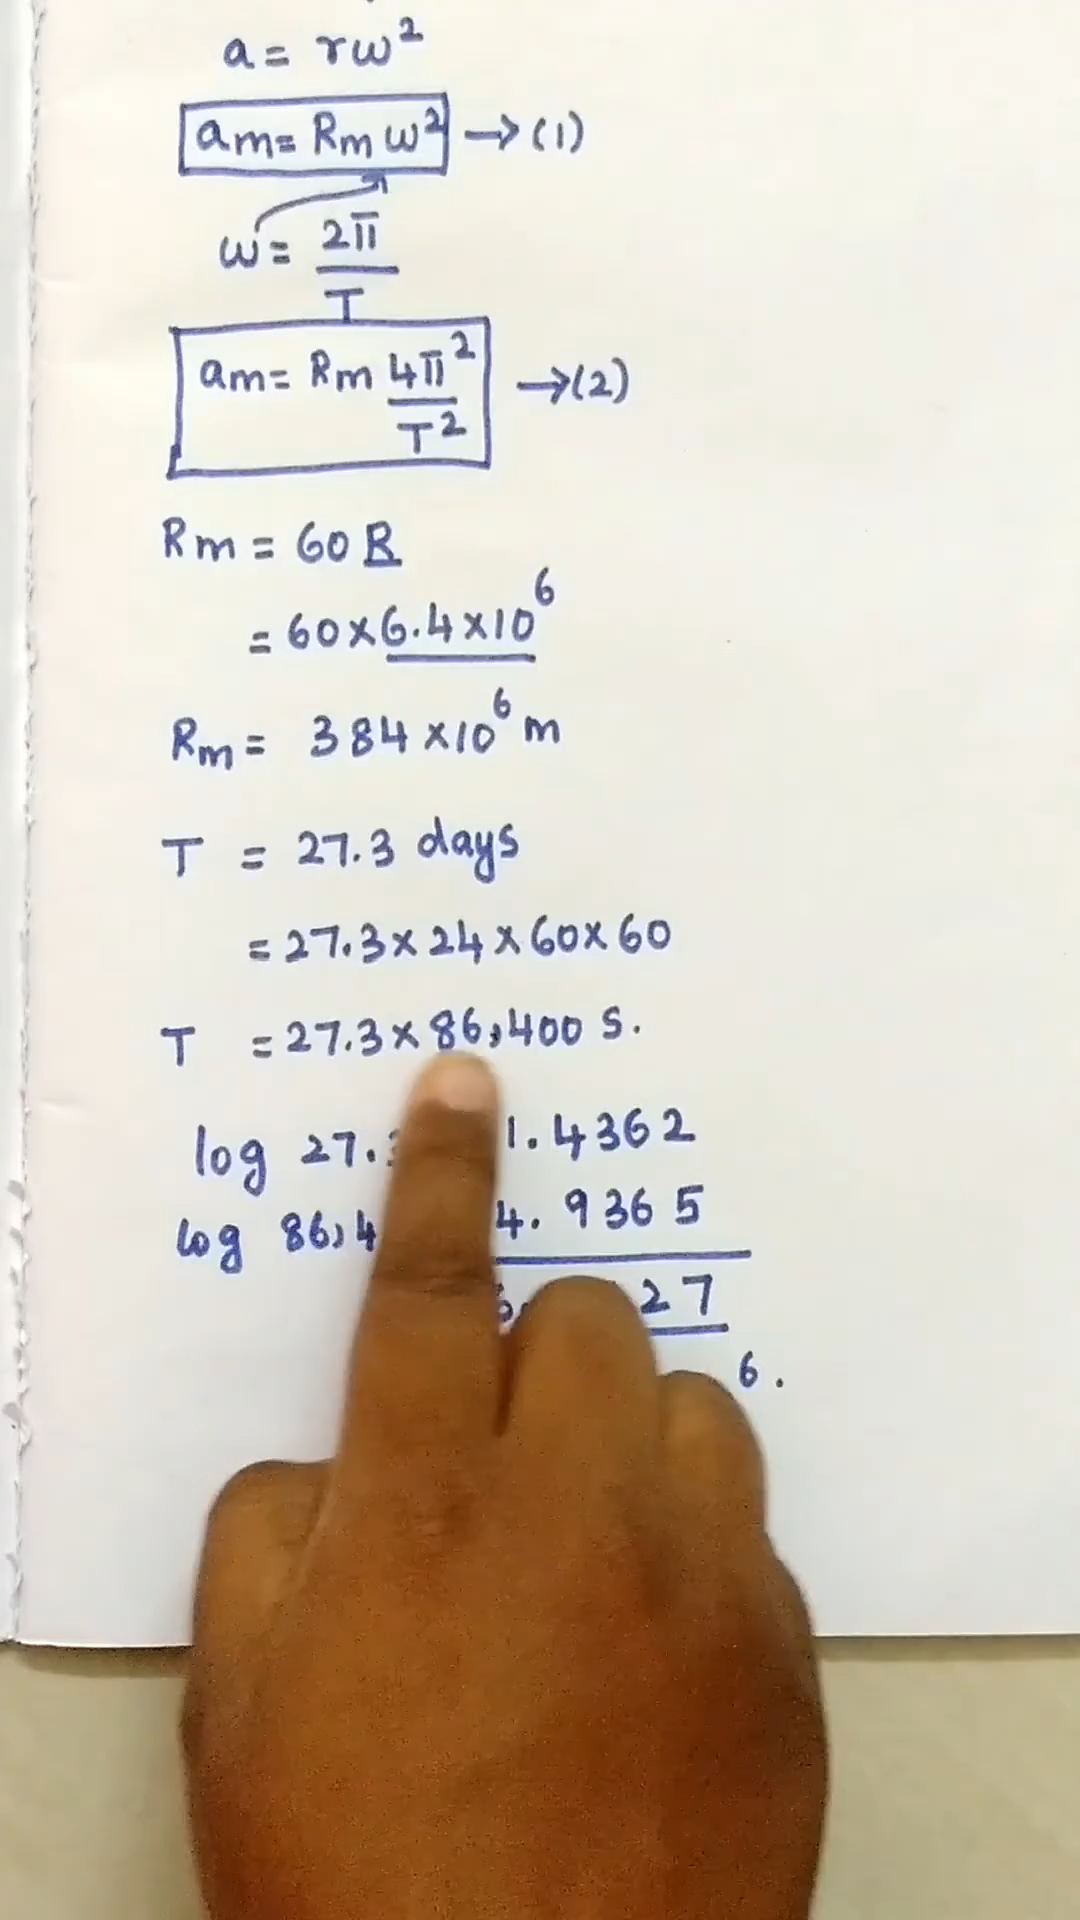 a = rω²
am = Rm ω² → (1)
ω = 2π
T
am = Rm 4π² → (2)
T²
Rm = 60 R
= 60 × 6.4 × 10⁶
Rm = 384 × 10⁶ m
T = 27.3 days
= 27.3 × 24 × 60 × 60
T = 27.3 × 86,400 s.
log 27. 1.4362
log 86,4 4.9365
27
6.